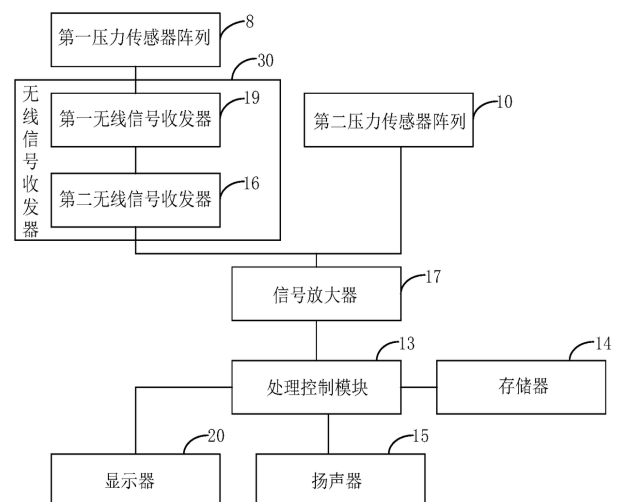 第一压力传感器阵列
8
30
无线信号收发器
第一无线信号收发器
19
第二压力传感器阵列
10
第二无线信号收发器
16
信号放大器
17
处理控制模块
13
存储器
14
显示器
20
扬声器
15